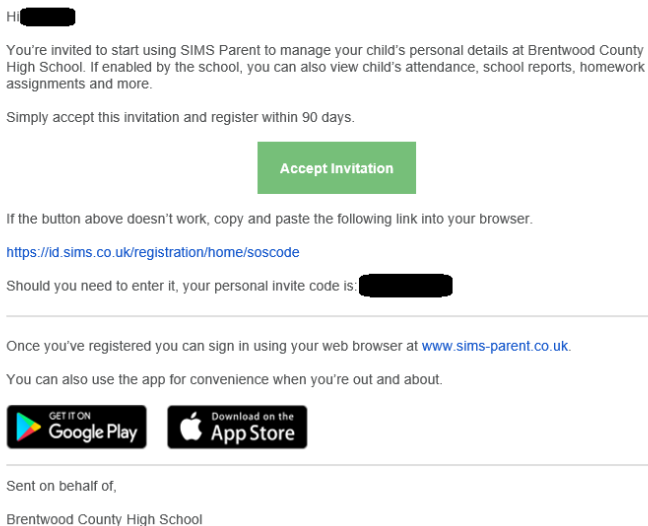 Hi
You're invited to start using SIMS Parent to manage your child's personal details at Brentwood County
High School. If enabled by the school, you can also view child's attendance, school reports, homework
assignments and more.
Simply accept this invitation and register within 90 days.
Accept Invitation
If the button above doesn't work, copy and paste the following link into your browser.
https://id.sims.co.uk/registration/home/soscode
Should you need to enter it, your personal invite code is:
Once you've registered you can sign in using your web browser at www.sims-parent.co.uk.
You can also use the app for convenience when you're out and about.
GET IT ON
Google Play
Download on the
App Store
Sent on behalf of,
Brentwood County High School